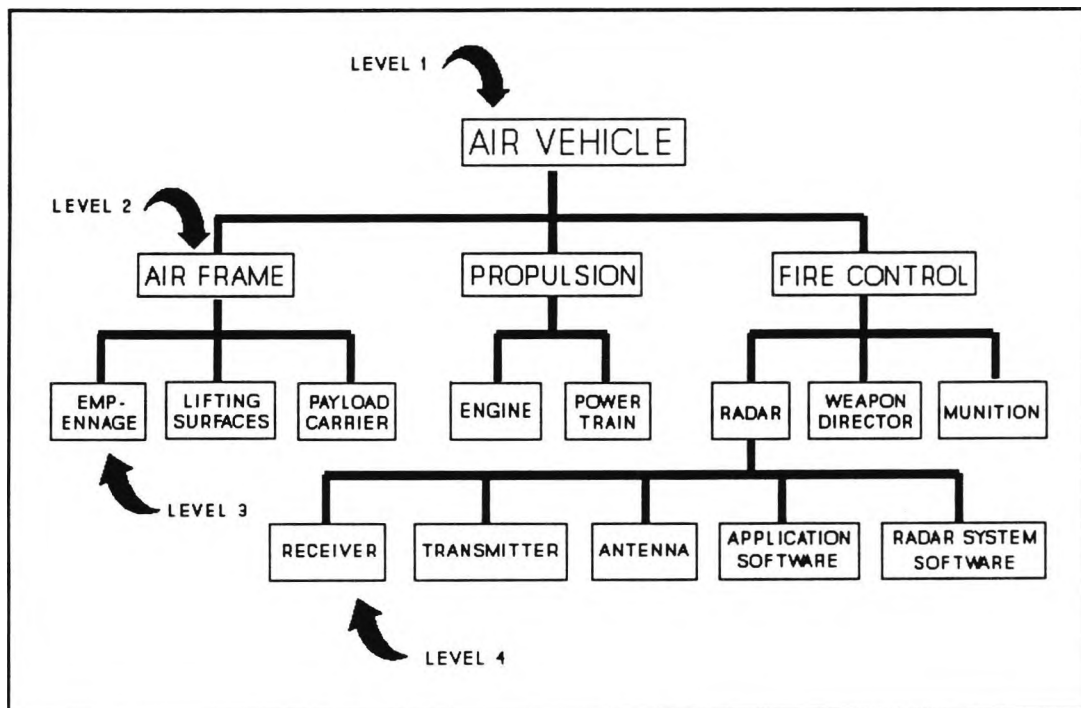 LEVEL 1
AIR VEHICLE
LEVEL 2
AIR FRAME
PROPULSION
FIRE CONTROL
EMP-
ENNAGE
LIFTING
SURFACES
PAYLOAD
CARRIER
ENGINE
POWER
TRAIN
RADAR
WEAPON
DIRECTOR
MUNITION
LEVEL 3
RECEIVER
TRANSMITTER
ANTENNA
APPLICATION
SOFTWARE
RADAR SYSTEM
SOFTWARE
LEVEL 4